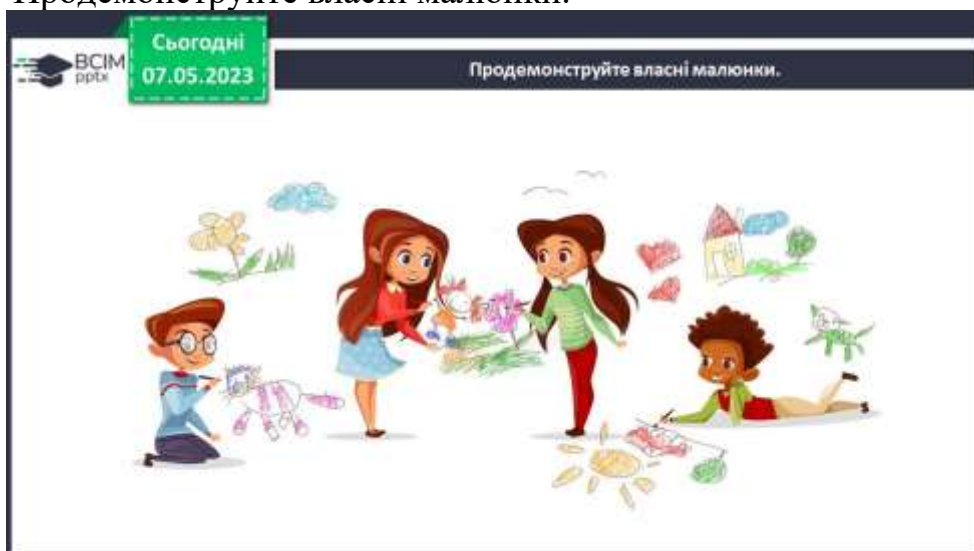 Продемонструйте власні малюнки.
ВСІМ
pptx
Сьогодні
07.05.2023
Продемонструйте власні малюнки.